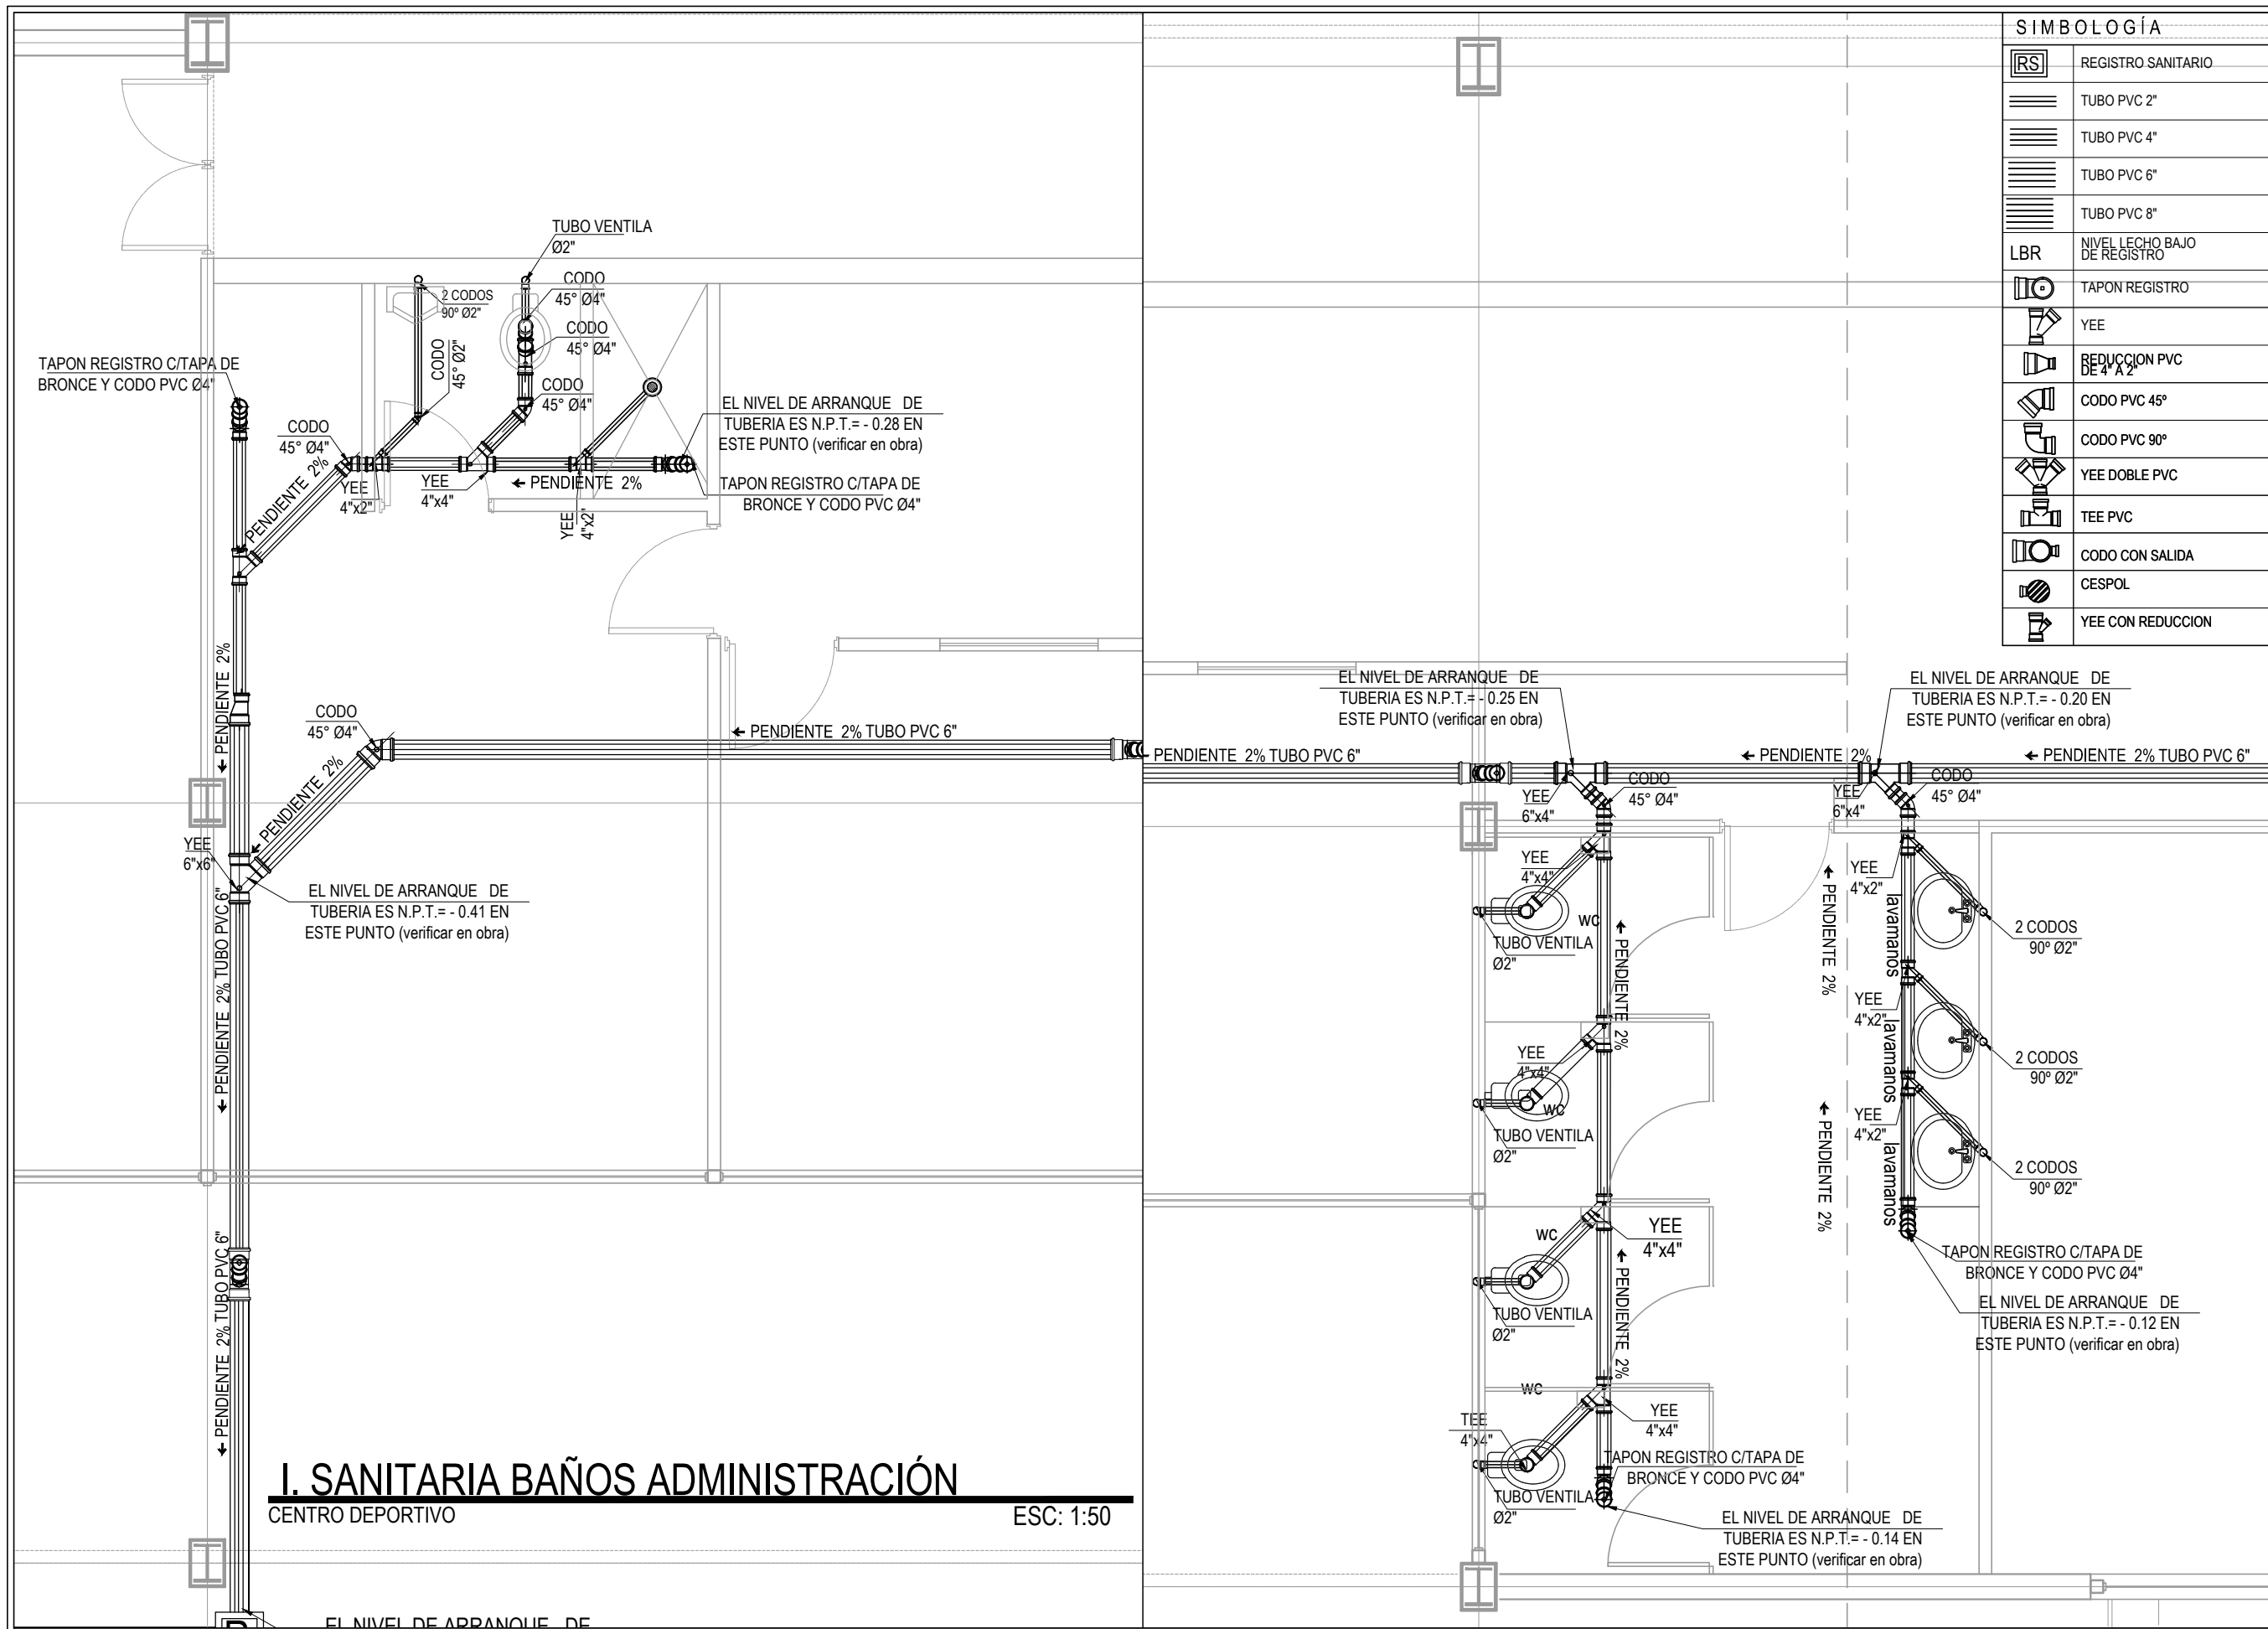 TUBO VENTILA
Ø2"
CODO
45° Ø4"
2 CODOS
90º Ø2"
CODO
45° Ø4"
CODO
45° Ø2"
TAPON REGISTRO C/TAPA DE
BRONCE Y CODO PVC Ø4"
CODO
45° Ø4"
EL NIVEL DE ARRANQUE DE
TUBERIA ES N.P.T.= - 0.28 EN
ESTE PUNTO (verificar en obra)
CODO
45° Ø4"
PENDIENTE 2%
YEE
4"x2"
YEE
4"x4"
PENDIENTE 2%
YEE
4"x2"
TAPON REGISTRO C/TAPA DE
BRONCE Y CODO PVC Ø4"
PENDIENTE 2%
CODO
45° Ø4"
PENDIENTE 2% TUBO PVC 6"
PENDIENTE 2%
YEE
6"x6"
EL NIVEL DE ARRANQUE DE
TUBERIA ES N.P.T.= - 0.41 EN
ESTE PUNTO (verificar en obra)
PENDIENTE 2% TUBO PVC 6"
PENDIENTE 2% TUBO PVC 6"
I. SANITARIA BAÑOS ADMINISTRACIÓN
CENTRO DEPORTIVO
ESC: 1:50
EL NIVEL DE ARRANQUE DE
SIMBOLOGÍA
RS
REGISTRO SANITARIO
TUBO PVC 2"
TUBO PVC 4"
TUBO PVC 6"
TUBO PVC 8"
LBR
NIVEL LECHO BAJO
DE REGISTRO
TAPON REGISTRO
YEE
REDUCCION PVC
DE 4" A 2"
CODO PVC 45º
CODO PVC 90º
YEE DOBLE PVC
TEE PVC
CODO CON SALIDA
CESPOL
YEE CON REDUCCION
EL NIVEL DE ARRANQUE DE
TUBERIA ES N.P.T.= - 0.25 EN
ESTE PUNTO (verificar en obra)
EL NIVEL DE ARRANQUE DE
TUBERIA ES N.P.T.= - 0.20 EN
ESTE PUNTO (verificar en obra)
PENDIENTE 2% TUBO PVC 6"
PENDIENTE 2%
PENDIENTE 2% TUBO PVC 6"
YEE
6"x4"
CODO
45° Ø4"
YEE
6"x4"
CODO
45° Ø4"
YEE
4"x4"
WC
TUBO VENTILA
Ø2"
PENDIENTE 2%
PENDIENTE 2%
YEE
4"x2"
lavamanos
2 CODOS
90º Ø2"
YEE
4"x4"
WC
TUBO VENTILA
Ø2"
YEE
4"x2"
lavamanos
2 CODOS
90º Ø2"
PENDIENTE 2%
YEE
4"x2"
lavamanos
2 CODOS
90º Ø2"
WC
YEE
4"x4"
TUBO VENTILA
Ø2"
PENDIENTE 2%
TAPON REGISTRO C/TAPA DE
BRONCE Y CODO PVC Ø4"
EL NIVEL DE ARRANQUE DE
TUBERIA ES N.P.T.= - 0.12 EN
ESTE PUNTO (verificar en obra)
WC
TEE
4"x4"
YEE
4"x4"
TAPON REGISTRO C/TAPA DE
BRONCE Y CODO PVC Ø4"
TUBO VENTILA
Ø2"
EL NIVEL DE ARRANQUE DE
TUBERIA ES N.P.T.= - 0.14 EN
ESTE PUNTO (verificar en obra)